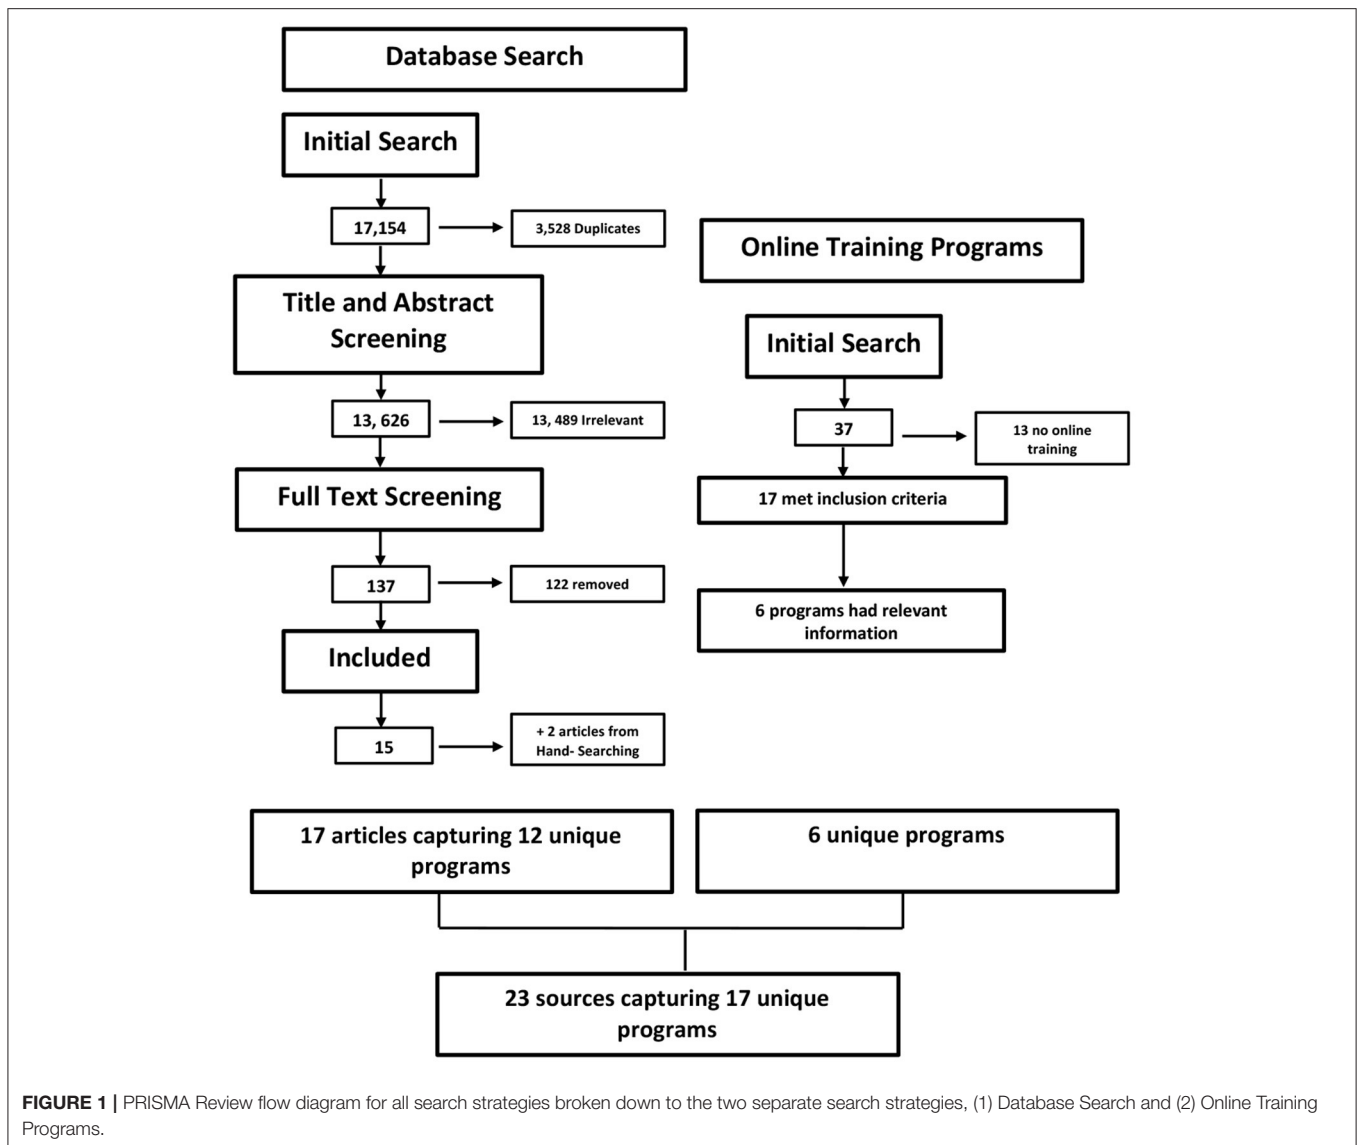 Database Search
Initial Search
17,154
3,528 Duplicates
Title and Abstract
Screening
13, 626
13, 489 Irrelevant
Full Text Screening
137
122 removed
Included
15
+ 2 articles from
Hand- Searching
Online Training Programs
Initial Search
37
13 no online
training
17 met inclusion criteria
6 programs had relevant
information
17 articles capturing 12 unique
programs
6 unique programs
23 sources capturing 17 unique
programs
FIGURE 1 | PRISMA Review flow diagram for all search strategies broken down to the two separate search strategies, (1) Database Search and (2) Online Training
Programs.